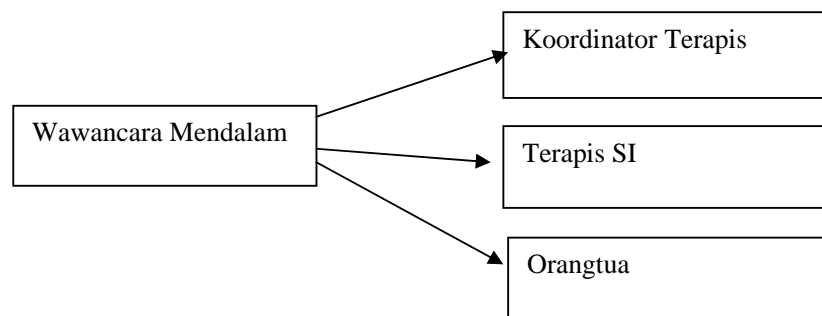 Koordinator Terapis
Wawancara Mendalam
Terapis SI
Orangtua